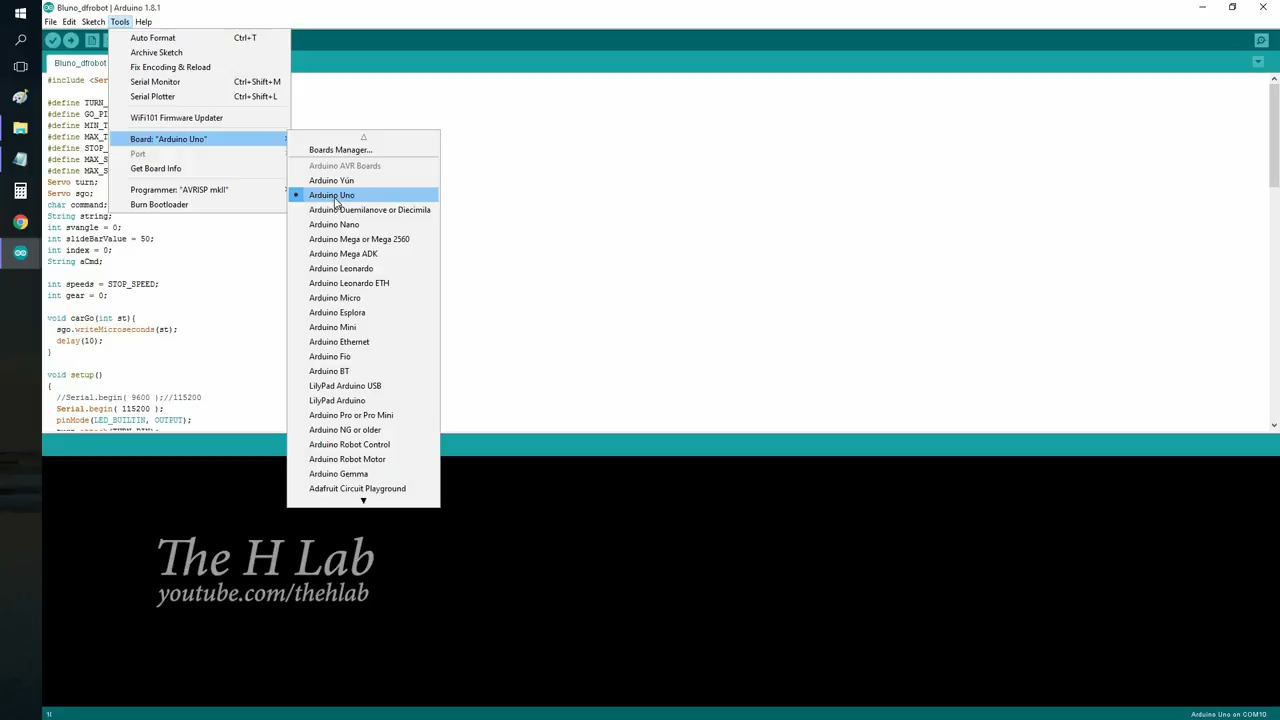 Bluno_dfrobot | Arduino 1.8.1
File Edit Sketch Tools Help
Bluno_dfrobot
Auto Format Ctrl+T
Archive Sketch
Fix Encoding & Reload
Serial Monitor Ctrl+Shift+M
Serial Plotter Ctrl+Shift+L
WiFi101 Firmware Updater
Board: "Arduino Uno"
Port
Get Board Info
Programmer: "AVRISP mkII"
Burn Bootloader
Boards Manager...
Arduino AVR Boards
Arduino Yún
Arduino Uno
Arduino Duemilanove or Diecimila
Arduino Nano
Arduino Mega or Mega 2560
Arduino Mega ADK
Arduino Leonardo
Arduino Leonardo ETH
Arduino Micro
Arduino Esplora
Arduino Mini
Arduino Ethernet
Arduino Fio
Arduino BT
LilyPad Arduino USB
LilyPad Arduino
Arduino Pro or Pro Mini
Arduino NG or older
Arduino Robot Control
Arduino Robot Motor
Arduino Gemma
Adafruit Circuit Playground
#include <Ser
#define TURN_
#define GO_PI
#define MIN_T
#define MAX_T
#define STOP_
#define MAX_S
#define MAX_S
Servo turn;
Servo sgo;
char command;
String string;
int svangle = 0;
int slideBarValue = 50;
int index = 0;
String aCmd;
int speeds = STOP_SPEED;
int gear = 0;
void carGo(int st){
sgo.writeMicroseconds(st);
delay(10);
}
void setup()
{
//Serial.begin( 9600 );//115200
Serial.begin( 115200 );
pinMode(LED_BUILTIN, OUTPUT);
The H Lab
youtube.com/thehlab
Arduino Uno on COM10